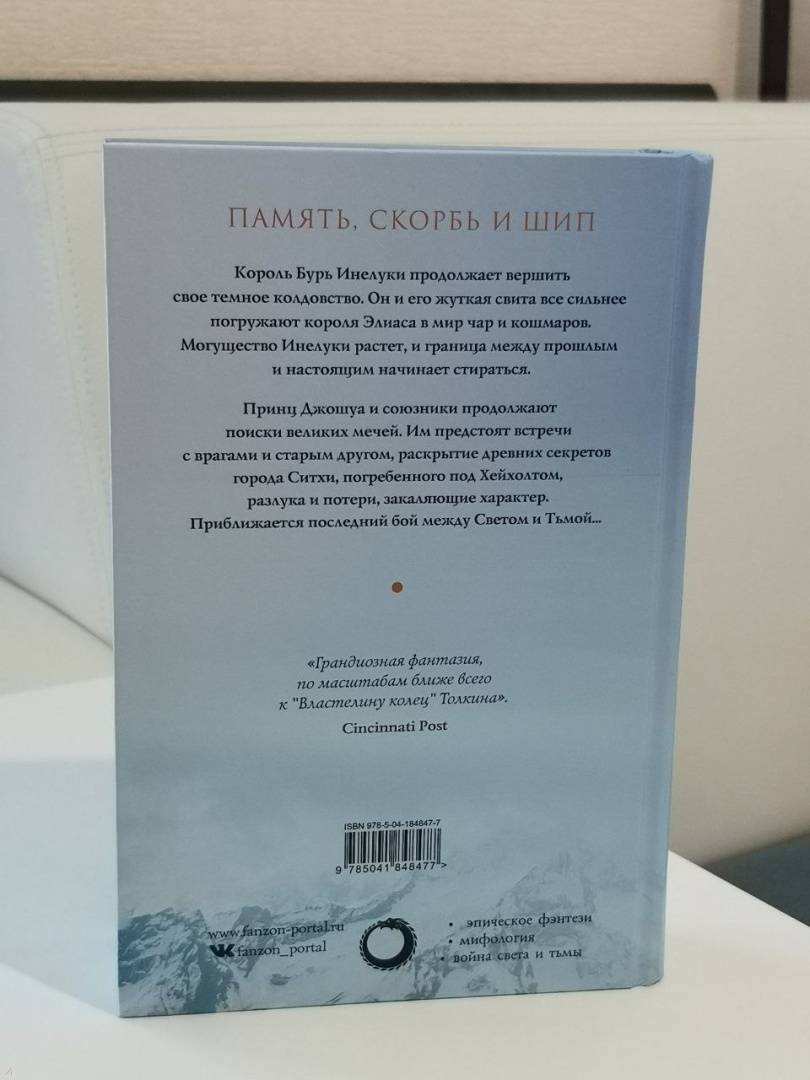 ПАМЯТЬ, СКОРБЬ И ШИП
Король Бурь Инелуки продолжает вершить
свое темное колдовство. Он и его жуткая свита все сильнее
погружают короля Элиаса в мир чар и кошмаров.
Могущество Инелуки растет, и граница между прошлым
и настоящим начинает стираться.
Принц Джошуа и союзники продолжают
поиски великих мечей. Им предстоят встречи
с врагами и старым другом, раскрытие древних секретов
города Ситхи, погребенного под Хейхолтом,
разлука и потери, закаляющие характер.
Приближается последний бой между Светом и Тьмой...
«Грандиозная фантазия,
по масштабам ближе всего
к "Властелину колец" Толкина».
Cincinnati Post
ISBN 978-5-04-184847-7
9 785041 848477>
www.fanzon-portal.ru
fanzon_portal
• эпическое фэнтези
• мифология
• война света и тьмы